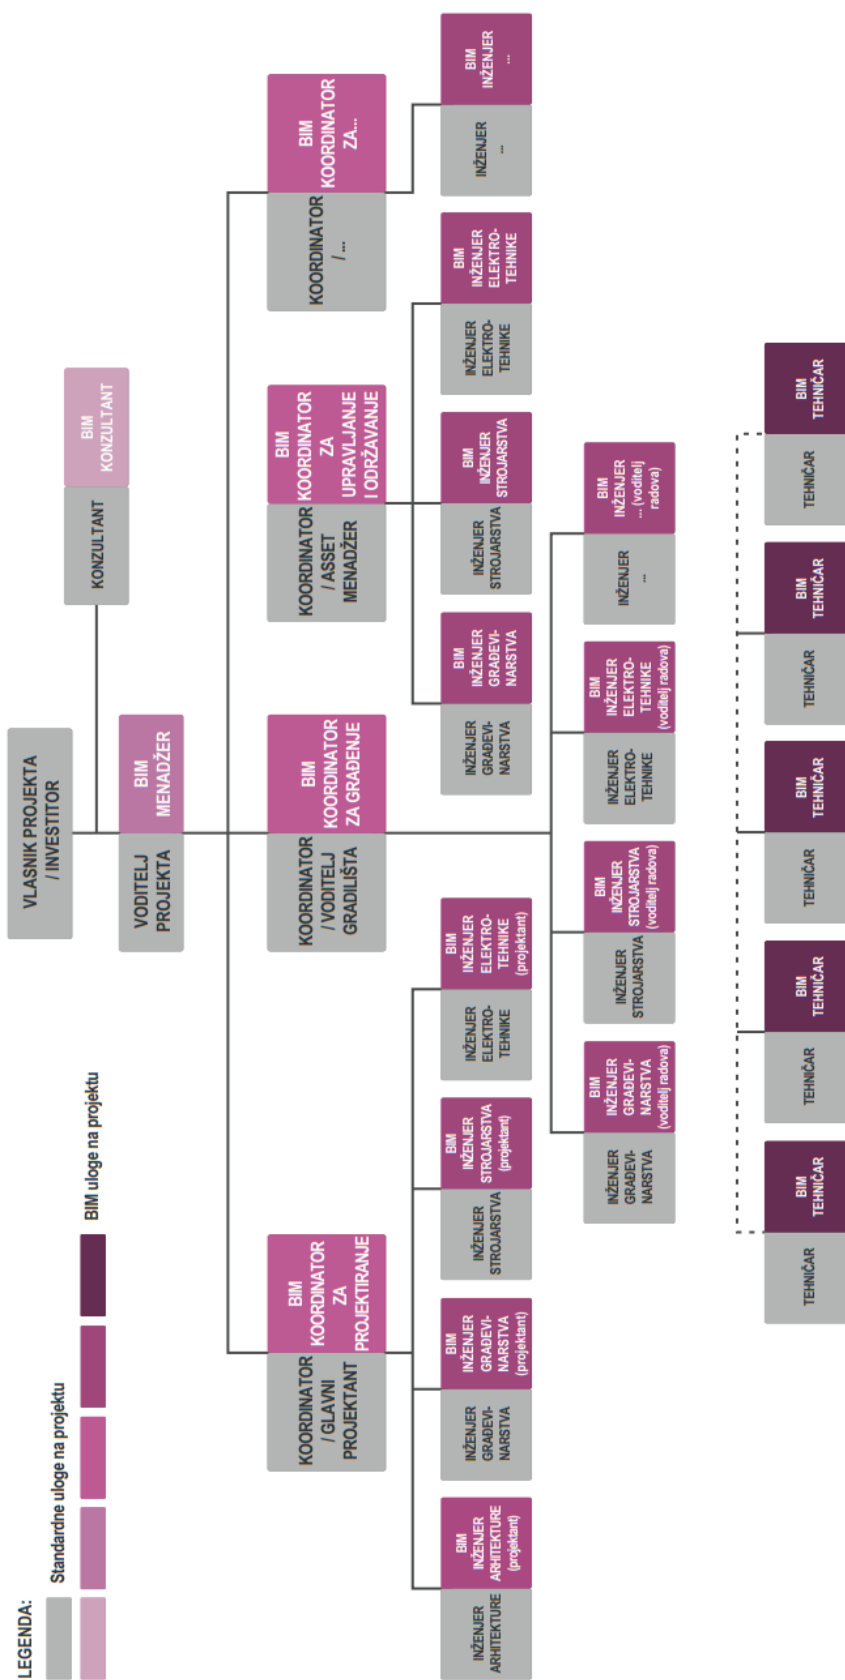 LEGENDA:
Standardne uloge na projektu
BIM uloge na projektu
VLASNIK PROJEKTA
/ INVESTITOR
KONZULTANT
BIM
KONZULTANT
VODITELJ
PROJEKTA
BIM
MENADŽER
KOORDINATOR
/ GLAVNI
PROJEKTANT
BIM
KOORDINATOR
ZA
PROJEKTIRANJE
KOORDINATOR
/ VODITELJ
GRADILIŠTA
BIM
KOORDINATOR
ZA GRAĐENJE
KOORDINATOR
/ ASSET
MENADŽER
BIM
KOORDINATOR
ZA
UPRAVLJANJE
I ODRŽAVANJE
KOORDINATOR
/ ...
BIM
KOORDINATOR
ZA...
INŽENJER
ARHITEKTURE
BIM
INŽENJER
ARHITEKTURE
(projektant)
INŽENJER
GRAĐEVI-
NARSTVA
BIM
INŽENJER
GRAĐEVI-
NARSTVA
(projektant)
INŽENJER
STROJARSTVA
BIM
INŽENJER
STROJARSTVA
(projektant)
INŽENJER
ELEKTRO-
TEHNIKE
BIM
INŽENJER
ELEKTRO-
TEHNIKE
(projektant)
INŽENJER
GRAĐEVI-
NARSTVA
BIM
INŽENJER
GRAĐEVI-
NARSTVA
INŽENJER
STROJARSTVA
BIM
INŽENJER
STROJARSTVA
INŽENJER
ELEKTRO-
TEHNIKE
BIM
INŽENJER
ELEKTRO-
TEHNIKE
INŽENJER
...
BIM
INŽENJER
...
INŽENJER
GRAĐEVI-
NARSTVA
BIM
INŽENJER
GRAĐEVI-
NARSTVA
(voditelj radova)
INŽENJER
STROJARSTVA
BIM
INŽENJER
STROJARSTVA
(voditelj radova)
INŽENJER
ELEKTRO-
TEHNIKE
BIM
INŽENJER
ELEKTRO-
TEHNIKE
(voditelj radova)
INŽENJER
...
BIM
INŽENJER
... (voditelj
radova)
TEHNIČAR
BIM
TEHNIČAR
TEHNIČAR
BIM
TEHNIČAR
TEHNIČAR
BIM
TEHNIČAR
TEHNIČAR
BIM
TEHNIČAR
TEHNIČAR
BIM
TEHNIČAR